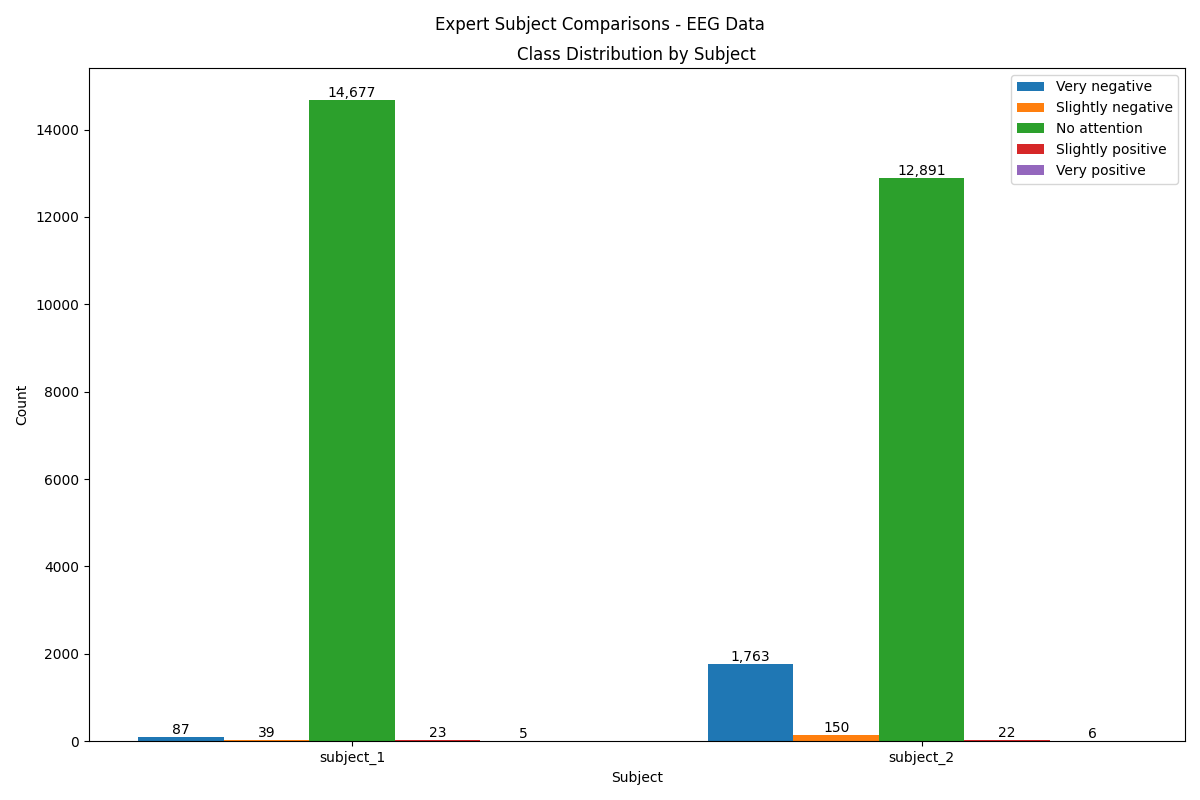 Expert Subject Comparisons - EEG Data
Class Distribution by Subject
Very negative
Slightly negative
No attention
Slightly positive
Very positive
14,677
12,891
1,763
87
39
23
5
150
22
6
14000
12000
10000
8000
6000
4000
2000
0
Count
subject_1
subject_2
Subject